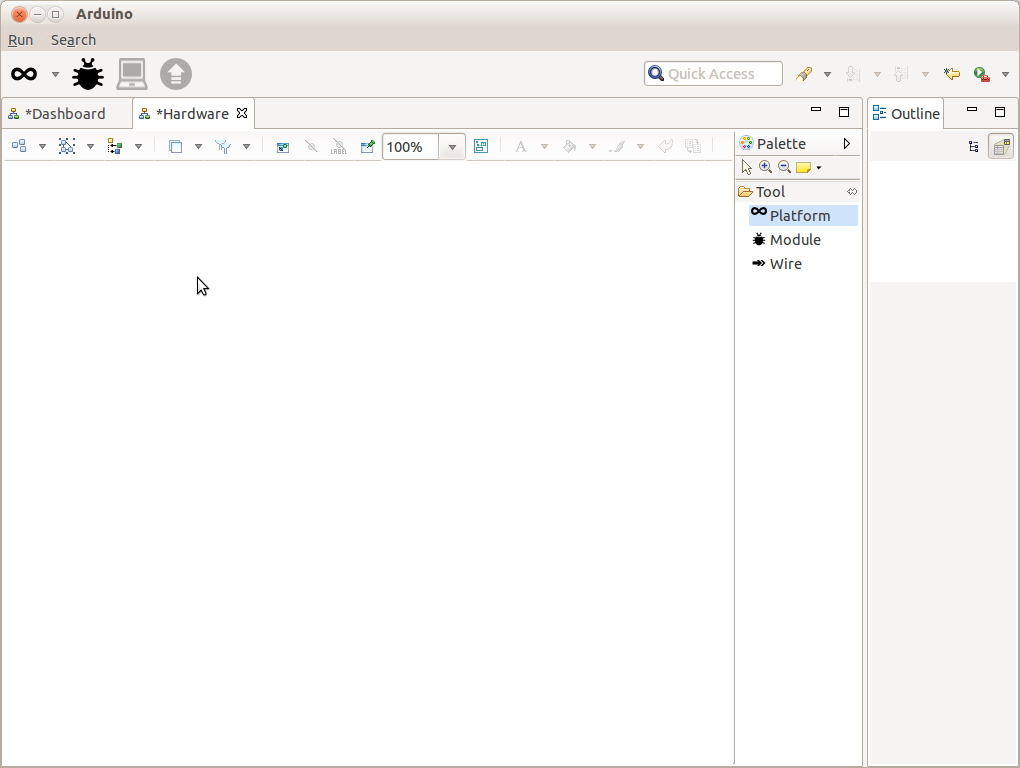 Arduino
Run Search
Quick Access
*Dashboard *Hardware Outline
LABEL 100% A Palette
Tool
Platform
Module
Wire